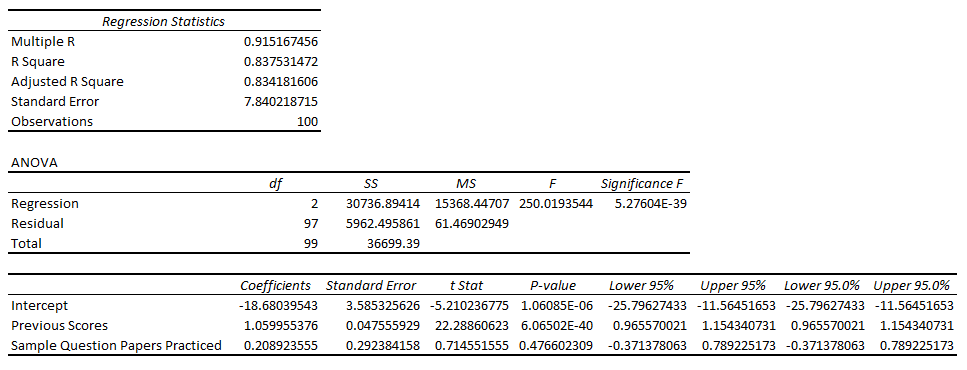 Regression Statistics
Multiple R 0.915167456
R Square 0.837531472
Adjusted R Square 0.834181606
Standard Error 7.840218715
Observations 100
ANOVA
df SS MS F Significance F
Regression 2 30736.89414 15368.44707 250.0193544 5.27604E-39
Residual 97 5962.495861 61.46902949
Total 99 36699.39
Coefficients Standard Error t Stat P-value Lower 95% Upper 95% Lower 95.0% Upper 95.0%
Intercept -18.68039543 3.585325626 -5.210236775 1.06085E-06 -25.79627433 -11.56451653 -25.79627433 -11.56451653
Previous Scores 1.059955376 0.047555929 22.28860623 6.06502E-40 0.965570021 1.154340731 0.965570021 1.154340731
Sample Question Papers Practiced 0.208923555 0.292384158 0.714551555 0.476602309 -0.371378063 0.789225173 -0.371378063 0.789225173